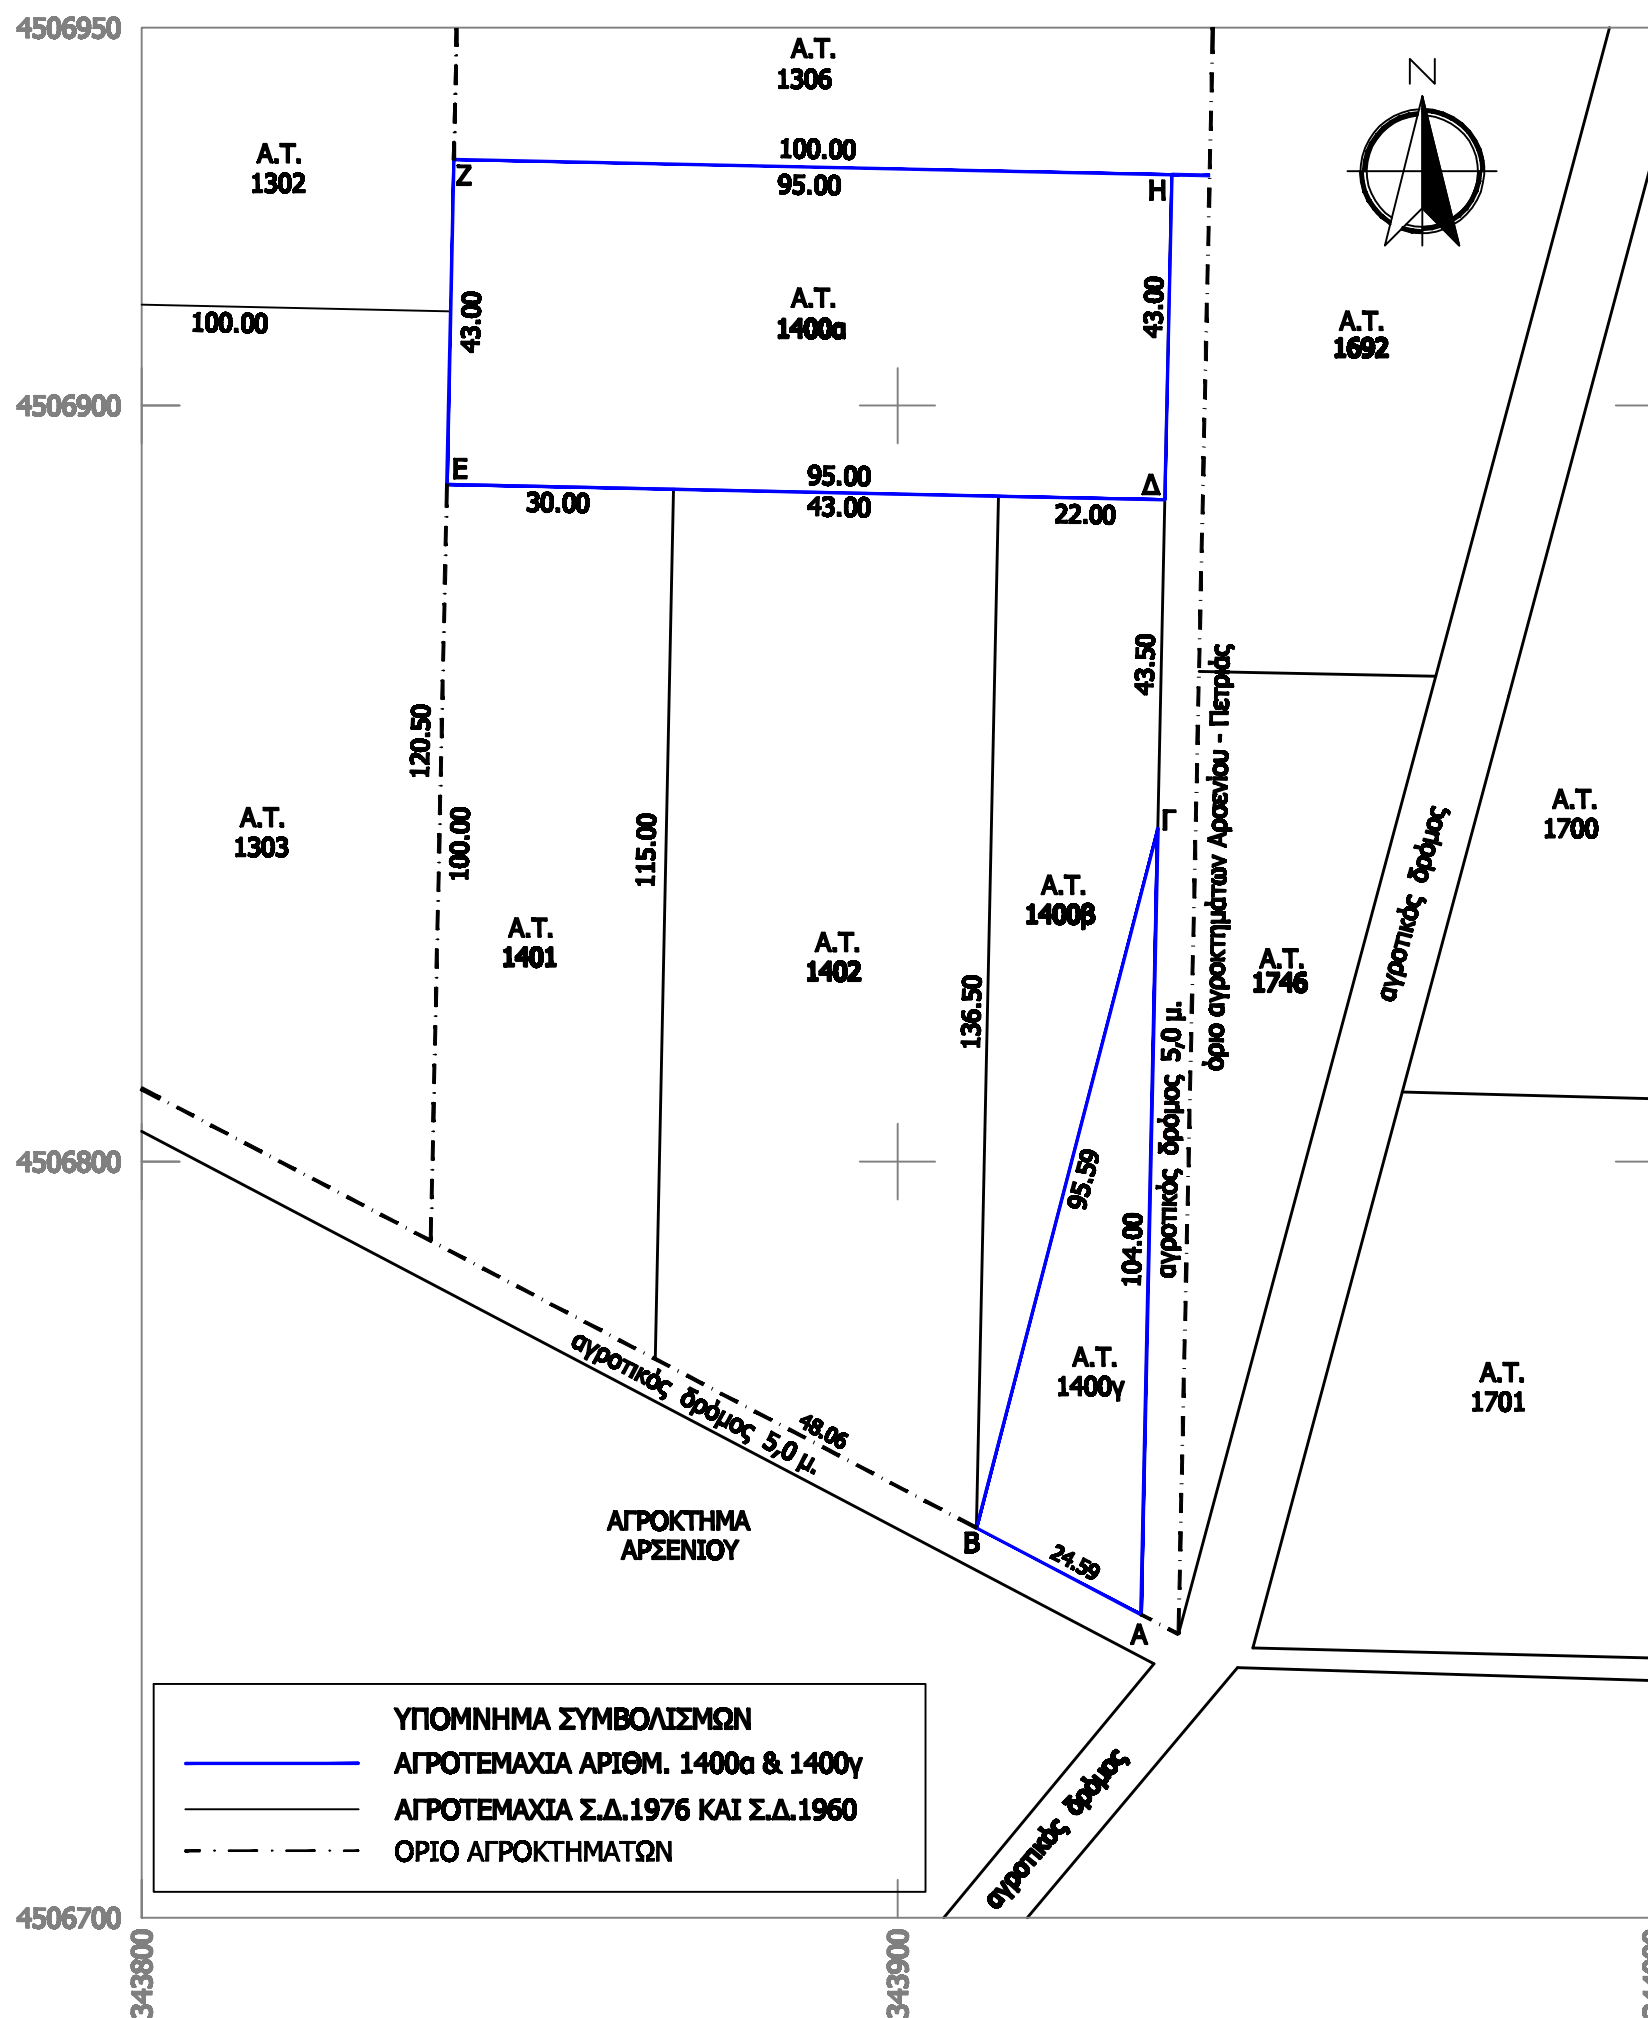 4506950
Α.Τ.
1306
N
Α.Τ.
1302
100.00
Ζ
95.00
Η
43.00
43.00
Α.Τ.
1400α
100.00
Α.Τ.
1692
4506900
Ε
95.00
Δ
30.00
43.00
22.00
43.50
120.50
100.00
115.00
όριο αγροκτημάτων Αρσενίου - Πετριάς
Α.Τ.
1303
Γ
αγροτικός δρόμος
Α.Τ.
1700
Α.Τ.
1400β
Α.Τ.
1401
Α.Τ.
1402
Α.Τ.
1746
136.50
αγροτικός δρόμος 5,0 μ.
4506800
95.59
104.00
Α.Τ.
1400γ
Α.Τ.
1701
αγροτικός δρόμος 5,0 μ.
48.06
ΑΓΡΟΚΤΗΜΑ
ΑΡΣΕΝΙΟΥ
Β
24.59
Α
ΥΠΟΜΝΗΜΑ ΣΥΜΒΟΛΙΣΜΩΝ
ΑΓΡΟΤΕΜΑΧΙΑ ΑΡΙΘΜ. 1400α & 1400γ
ΑΓΡΟΤΕΜΑΧΙΑ Σ.Δ.1976 ΚΑΙ Σ.Δ.1960
ΟΡΙΟ ΑΓΡΟΚΤΗΜΑΤΩΝ
αγροτικός δρόμος
4506700
343800
343900